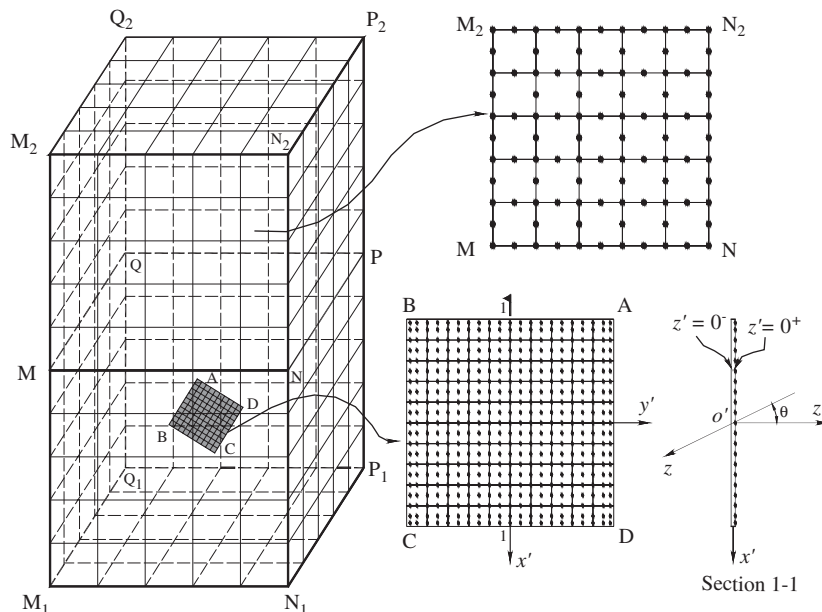 Q₂
P₂
M₂
N₂
M₂
N₂
Q
P
M
N
M
N
A
D
B
C
Q₁
P₁
M₁
N₁
B
1
A
y′
C
1
D
x′
z′ = 0⁻
z′ = 0⁺
o′
θ
z′
z
x′
Section 1-1